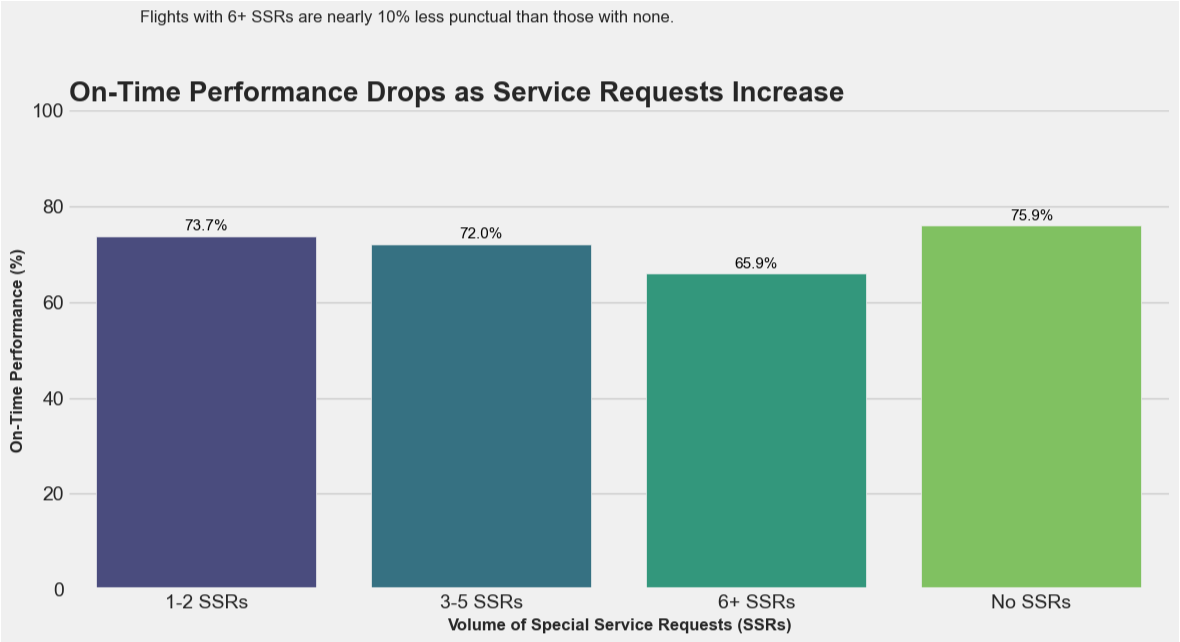 Flights with 6+ SSRs are nearly 10% less punctual than those with none.
On-Time Performance Drops as Service Requests Increase
On-Time Performance (%)
100
80
60
40
20
0
73.7%
72.0%
65.9%
75.9%
1-2 SSRs
3-5 SSRs
6+ SSRs
No SSRs
Volume of Special Service Requests (SSRs)